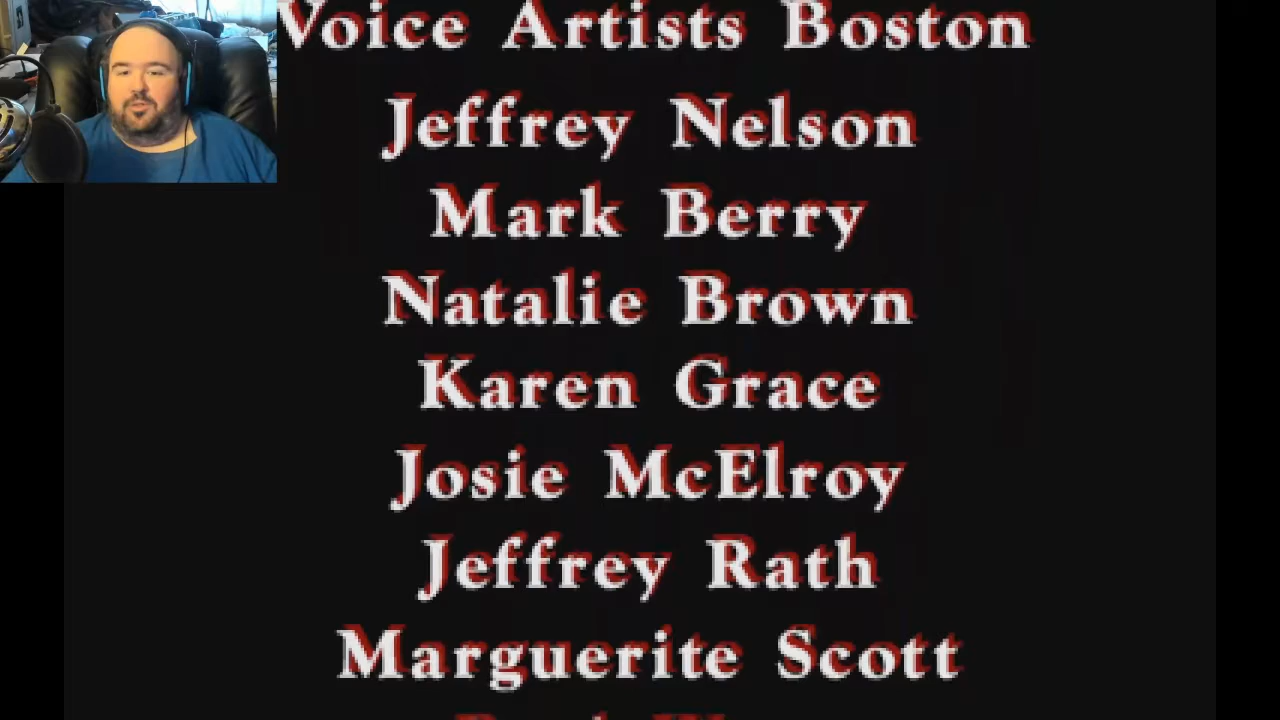 Voice Artists Boston
Jeffrey Nelson
Mark Berry
Natalie Brown
Karen Grace
Josie McElroy
Jeffrey Rath
Marguerite Scott